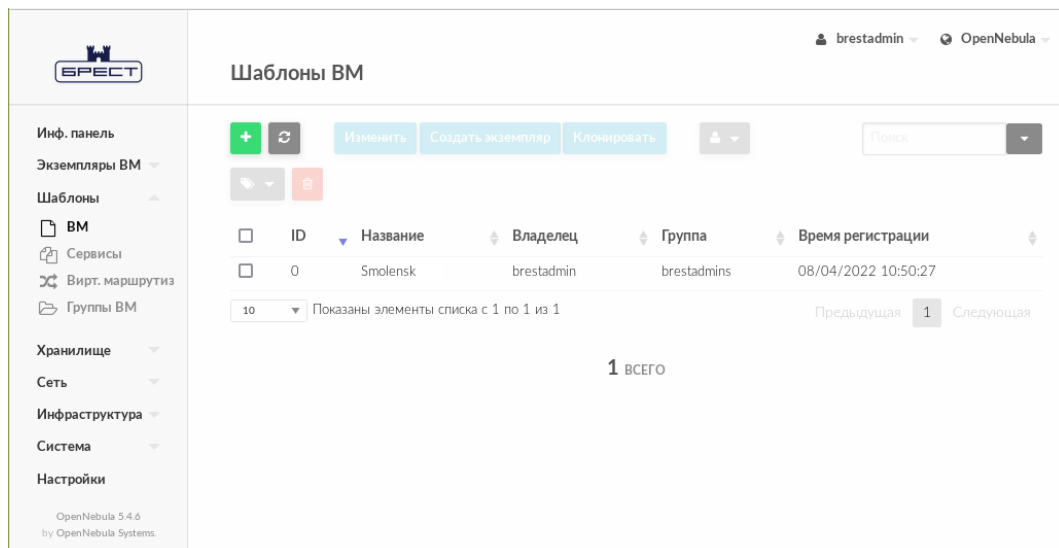 brestadmin
OpenNebula
БРЕСТ
Шаблоны ВМ
Инф. панель
Экземпляры ВМ
Шаблоны
ВМ
Сервисы
Вирт. маршрутиз
Группы ВМ
Хранилище
Сеть
Инфраструктура
Система
Настройки
OpenNebula 5.4.6
by OpenNebula Systems.
Изменить Создать экземпляр Клонировать
Поиск
ID Название Владелец Группа Время регистрации
0 Smolensk brestadmin brestadmins 08/04/2022 10:50:27
10 Показаны элементы списка с 1 по 1 из 1
Предыдущая 1 Следующая
1 ВСЕГО